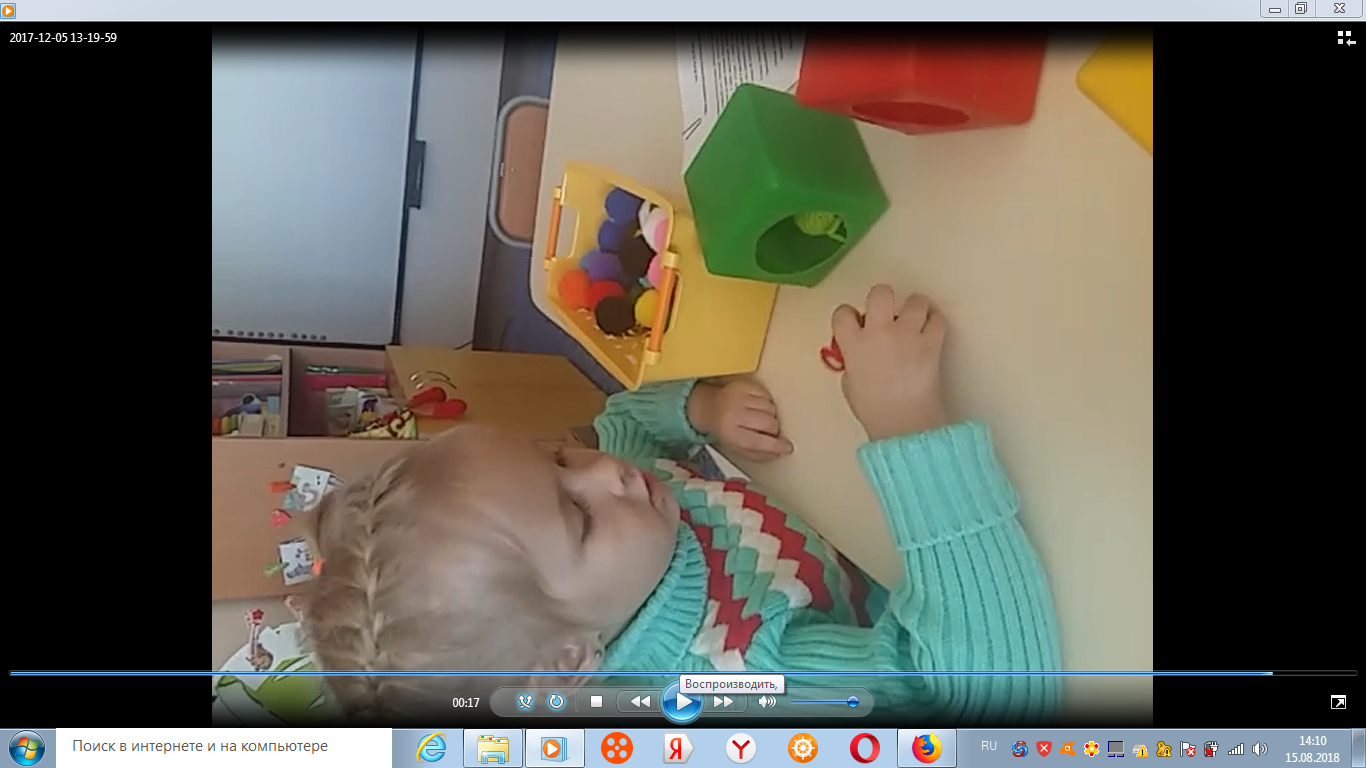 2017-12-05 13-19-59
Воспроизводить,
00:17
Поиск в интернете и на компьютере
RU
14:10
15.08.2018